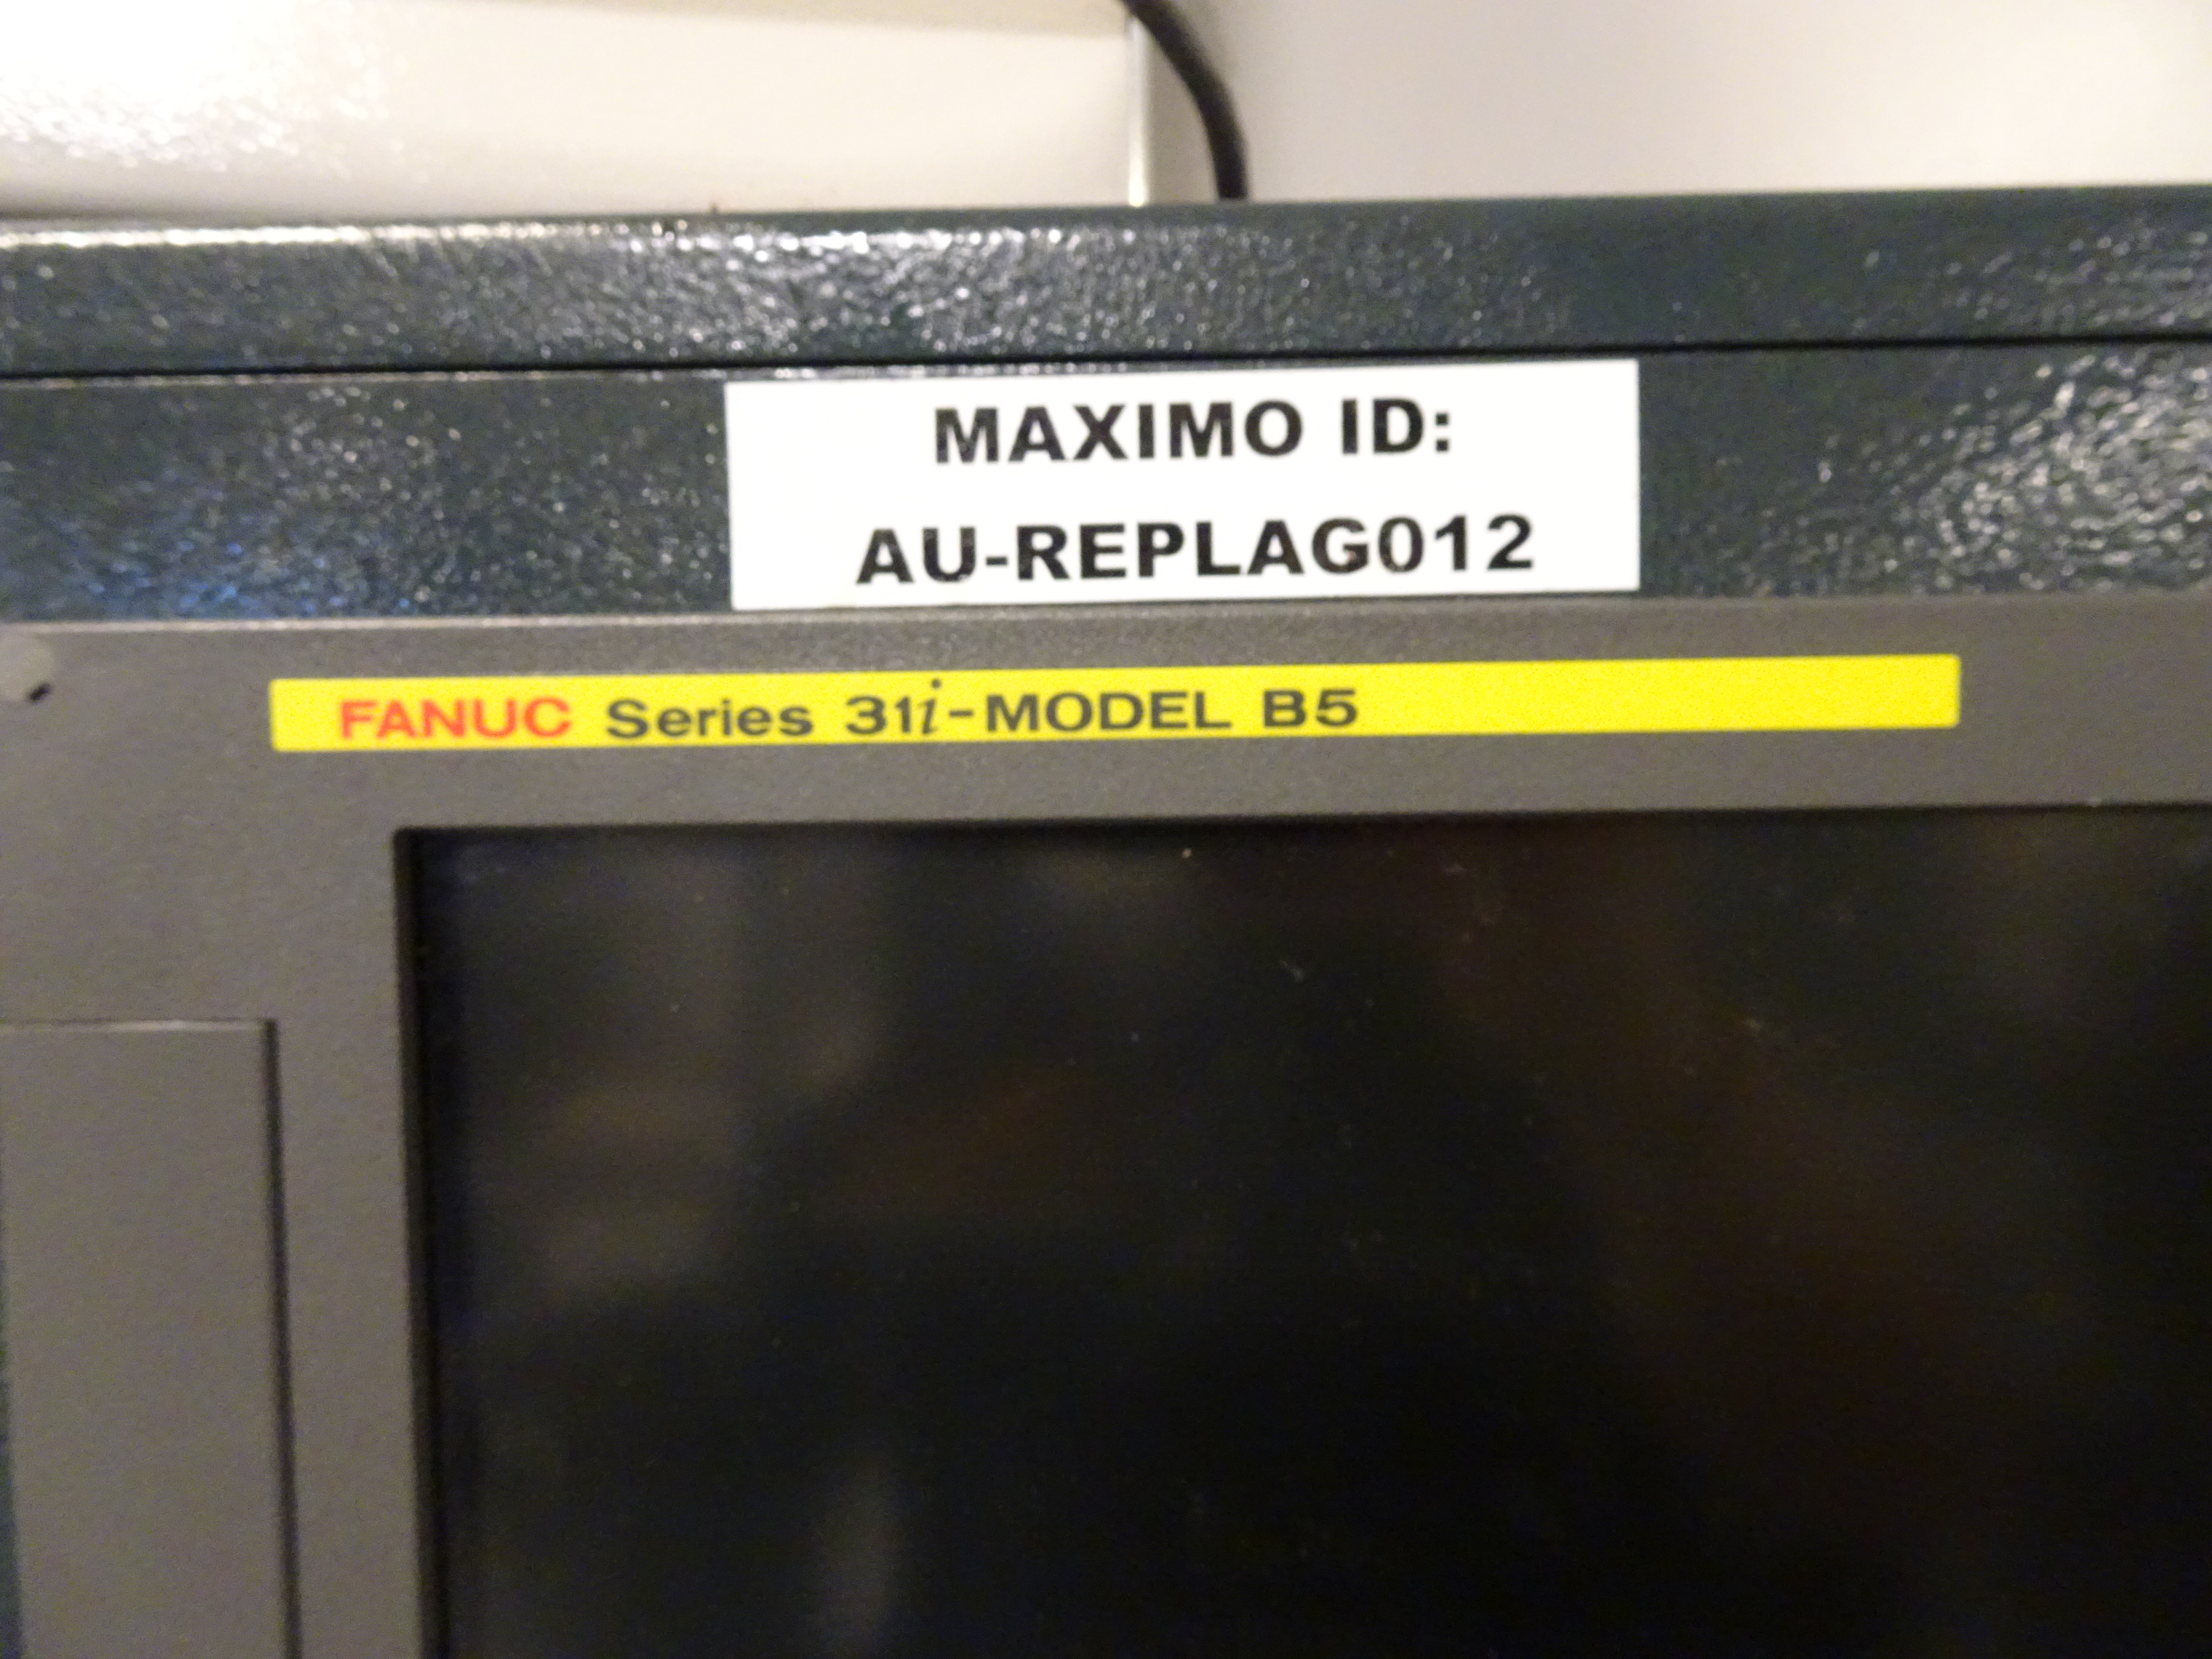 MAXIMO ID:
AU-REPLAG012
FANUC Series 31i-MODEL B5